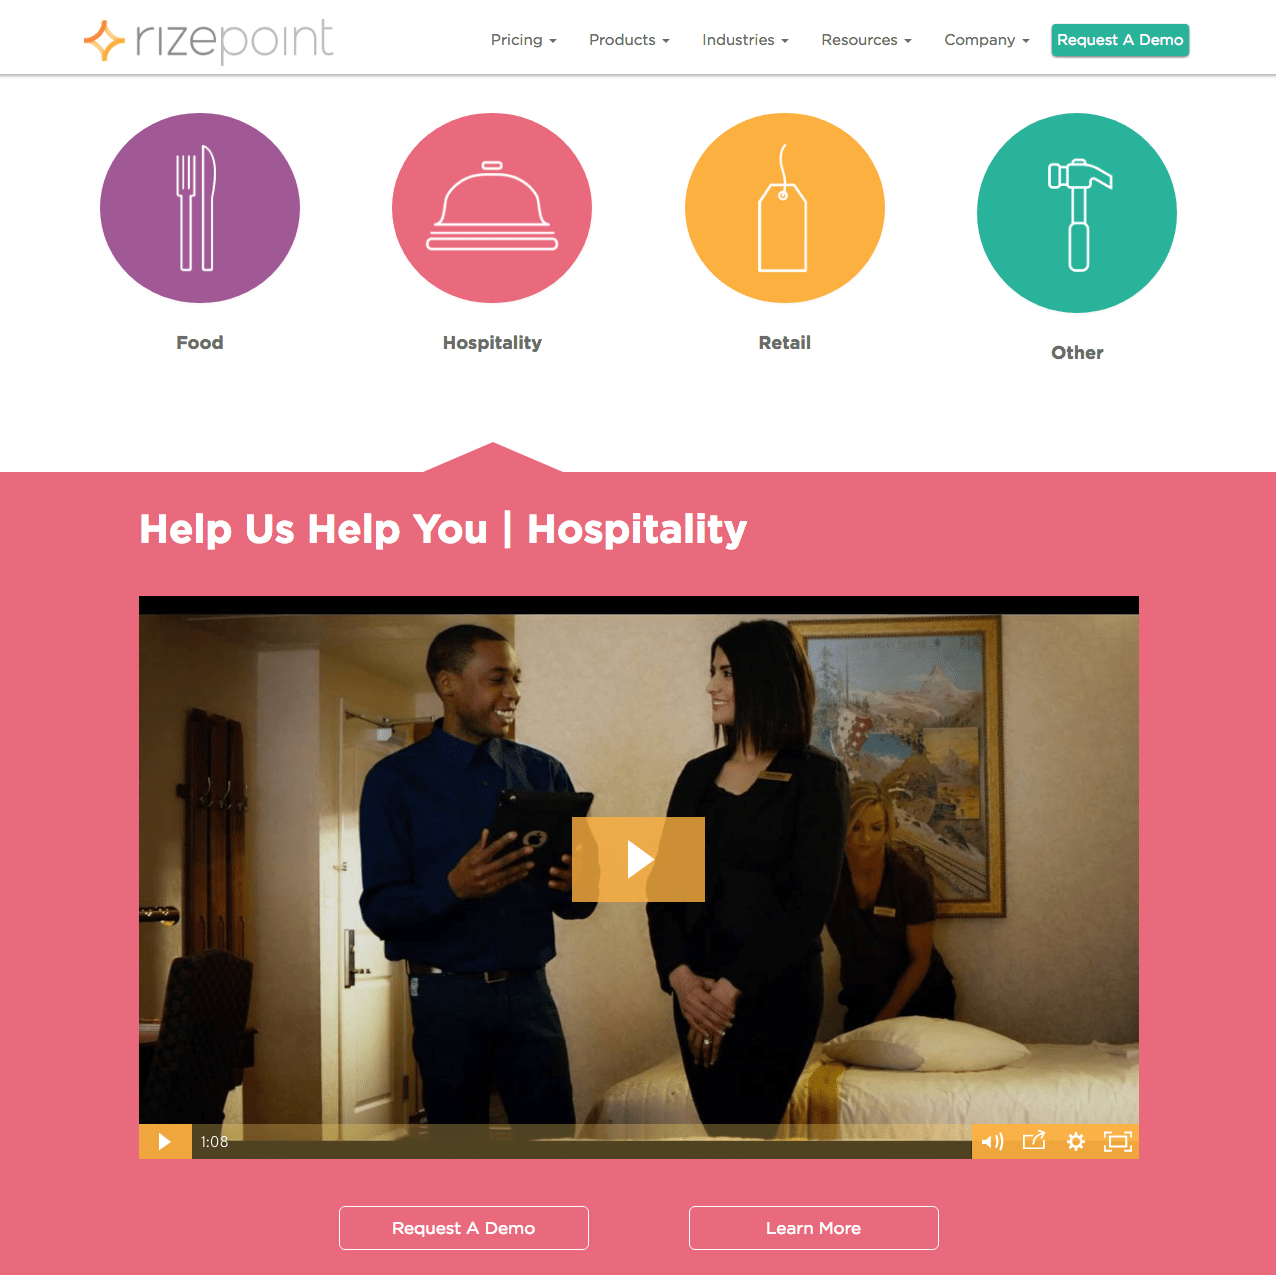 rizepoint
Pricing Products Industries Resources Company Request A Demo
Food Hospitality Retail Other
Help Us Help You | Hospitality
1:08
Request A Demo Learn More